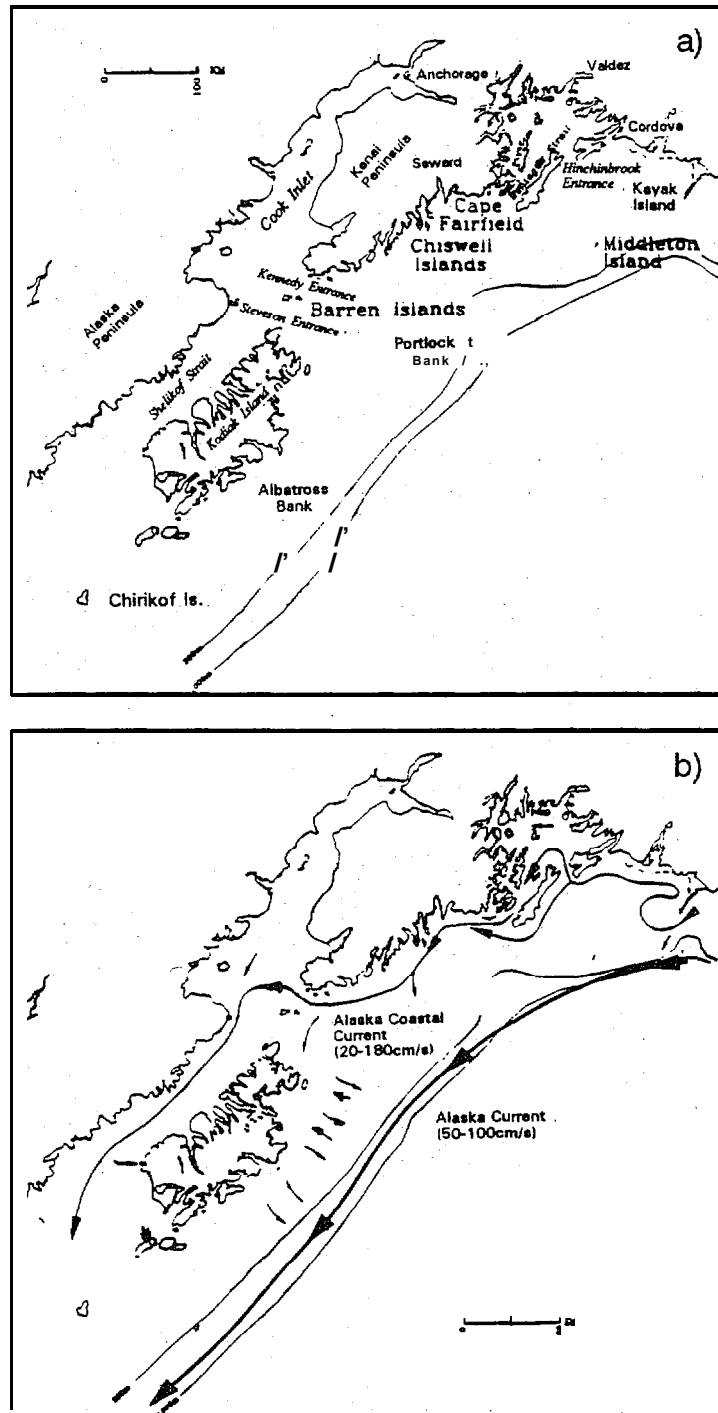 a)
Valdez
Anchorage
Cordova
Kenai
Peninsula
Seward
Hinchinbrook
Entrance
Cook Inlet
Kayak
Island
Cape
Fairfield
Chiswell
Islands
Middleton
Island
Kennedy Entrance
Barren islands
Steveson Entrance
Alaska
Peninsula
Portlock t
Bank / .,
Shelikof Strait
Kodiak Island
Albatross
Bank
Chirikof Is.
b)
Alaska Coastal
Current
(20-180cm/s)
Alaska Current
(50-100cm/s)